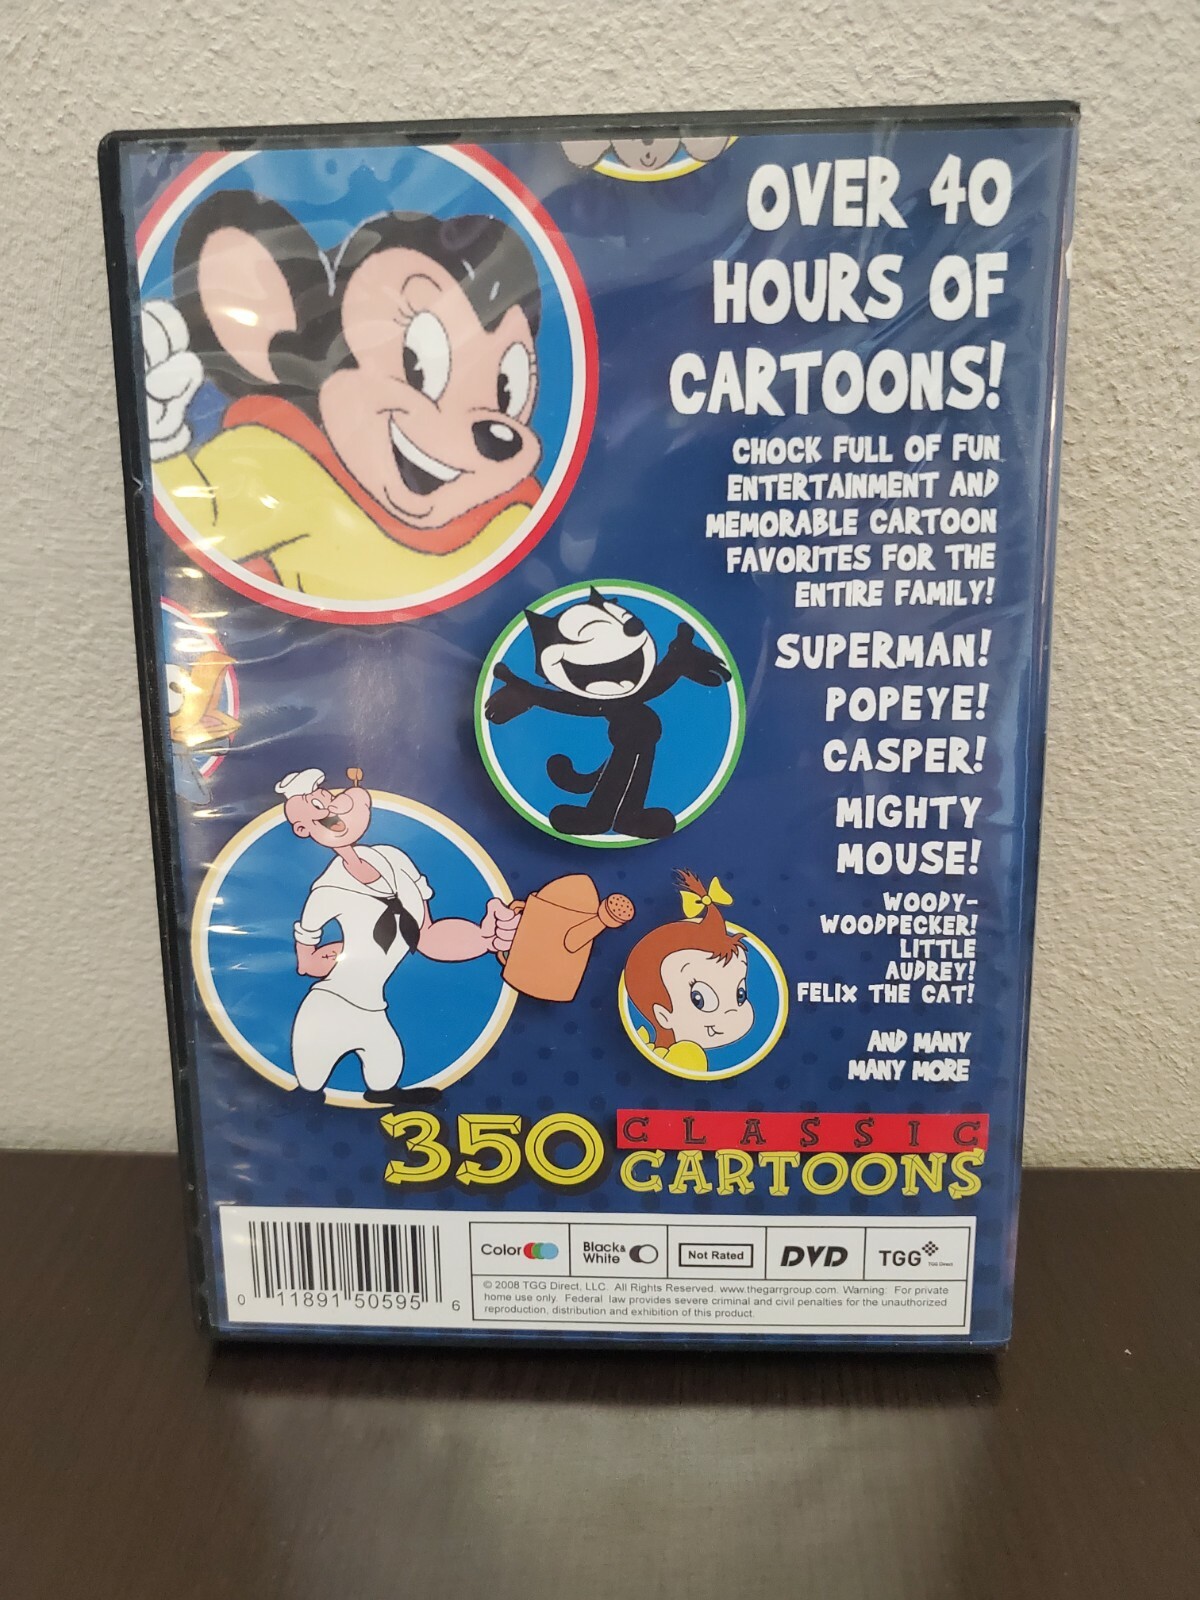 OVER 40
HOURS OF
CARTOONS!
CHOCK FULL OF FUN
ENTERTAINMENT AND
MEMORABLE CARTOON
FAVORITES FOR THE
ENTIRE FAMILY!
SUPERMAN!
POPEYE!
CASPER!
MIGHTY
MOUSE!
WOODY-
WOODPECKER!
LITTLE
AUDREY!
FELIX THE CAT!
AND MANY
MANY MORE
350 CLASSIC
CARTOONS
0 11891 50595 6
Color
Black&
White
Not Rated
DVD
TGG
TGG Direct
© 2008 TGG Direct, LLC. All Rights Reserved. www.thegarrgroup.com. Warning: For private
home use only. Federal law provides severe criminal and civil penalties for the unauthorized
reproduction, distribution and exhibition of this product.